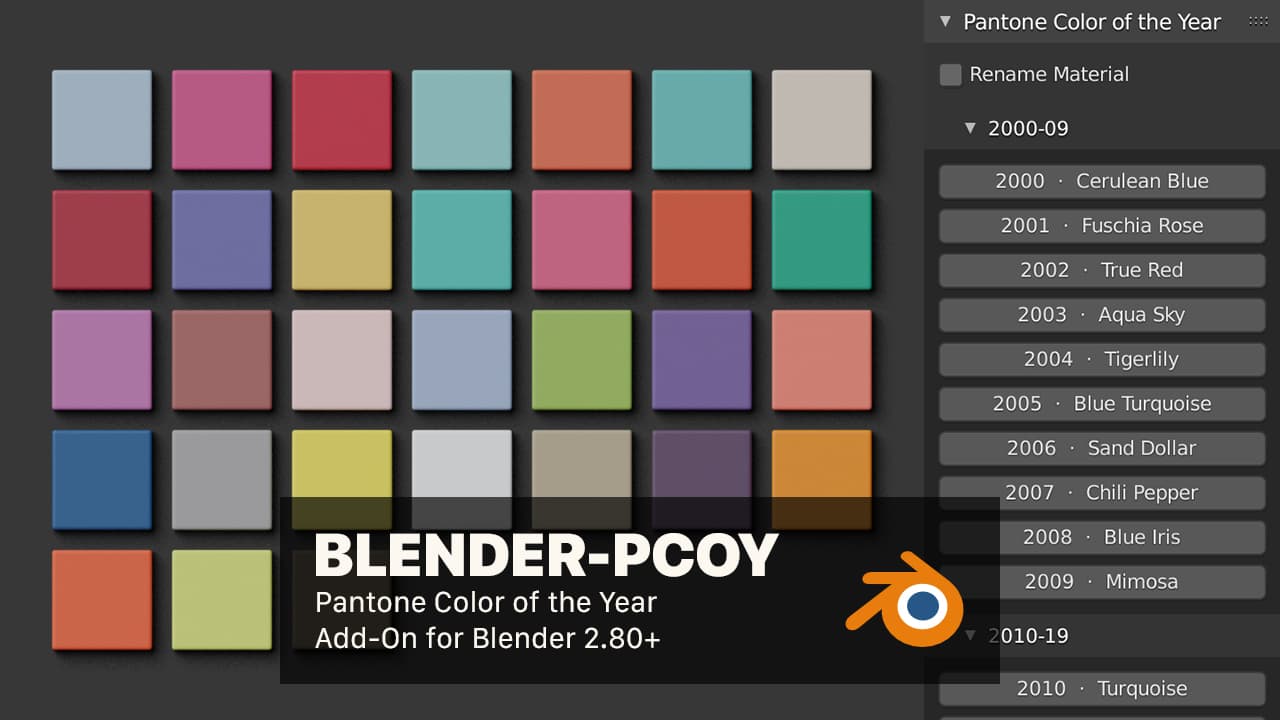 Pantone Color of the Year
Rename Material
2000-09
2000 · Cerulean Blue
2001 · Fuschia Rose
2002 · True Red
2003 · Aqua Sky
2004 · Tigerlily
2005 · Blue Turquoise
2006 · Sand Dollar
2007 · Chili Pepper
2008 · Blue Iris
2009 · Mimosa
2010-19
2010 · Turquoise
BLENDER-PCOY
Pantone Color of the Year
Add-On for Blender 2.80+